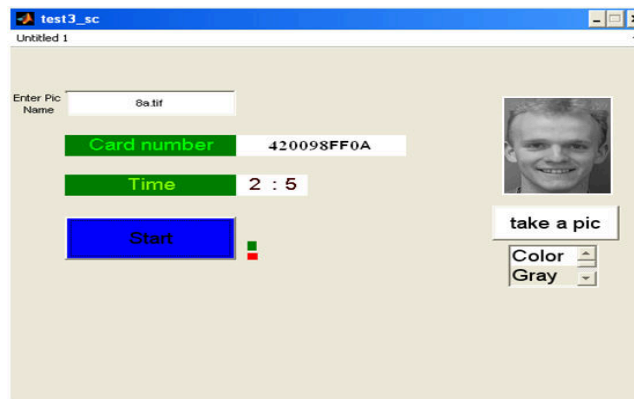 test3_sc
Untitled 1
Enter Pic
Name
8a.tif
Card number
420098FF0A
Time
2 : 5
Start
take a pic
Color
Gray